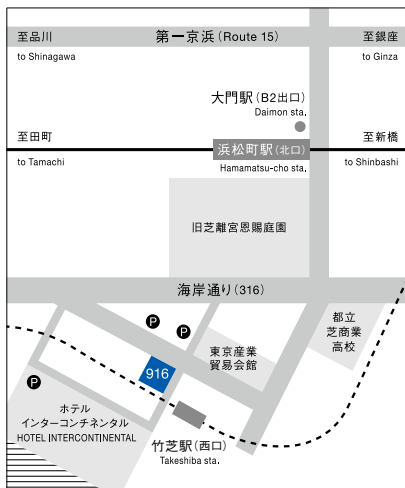 至品川
第一京浜(Route 15)
至銀座
to Shinagawa
to Ginza
大門駅(B2出口)
Daimon sta.
至田町
浜松町駅(北口)
至新橋
to Tamachi
Hamamatsu-cho sta.
to Shinbashi
旧芝離宮恩賜庭園
海岸通り(316)
P
P
都立
芝商業
高校
東京産業
貿易会館
916
P
ホテル
インターコンチネンタル
HOTEL INTERCONTINENTAL
竹芝駅(西口)
Takeshiba sta.